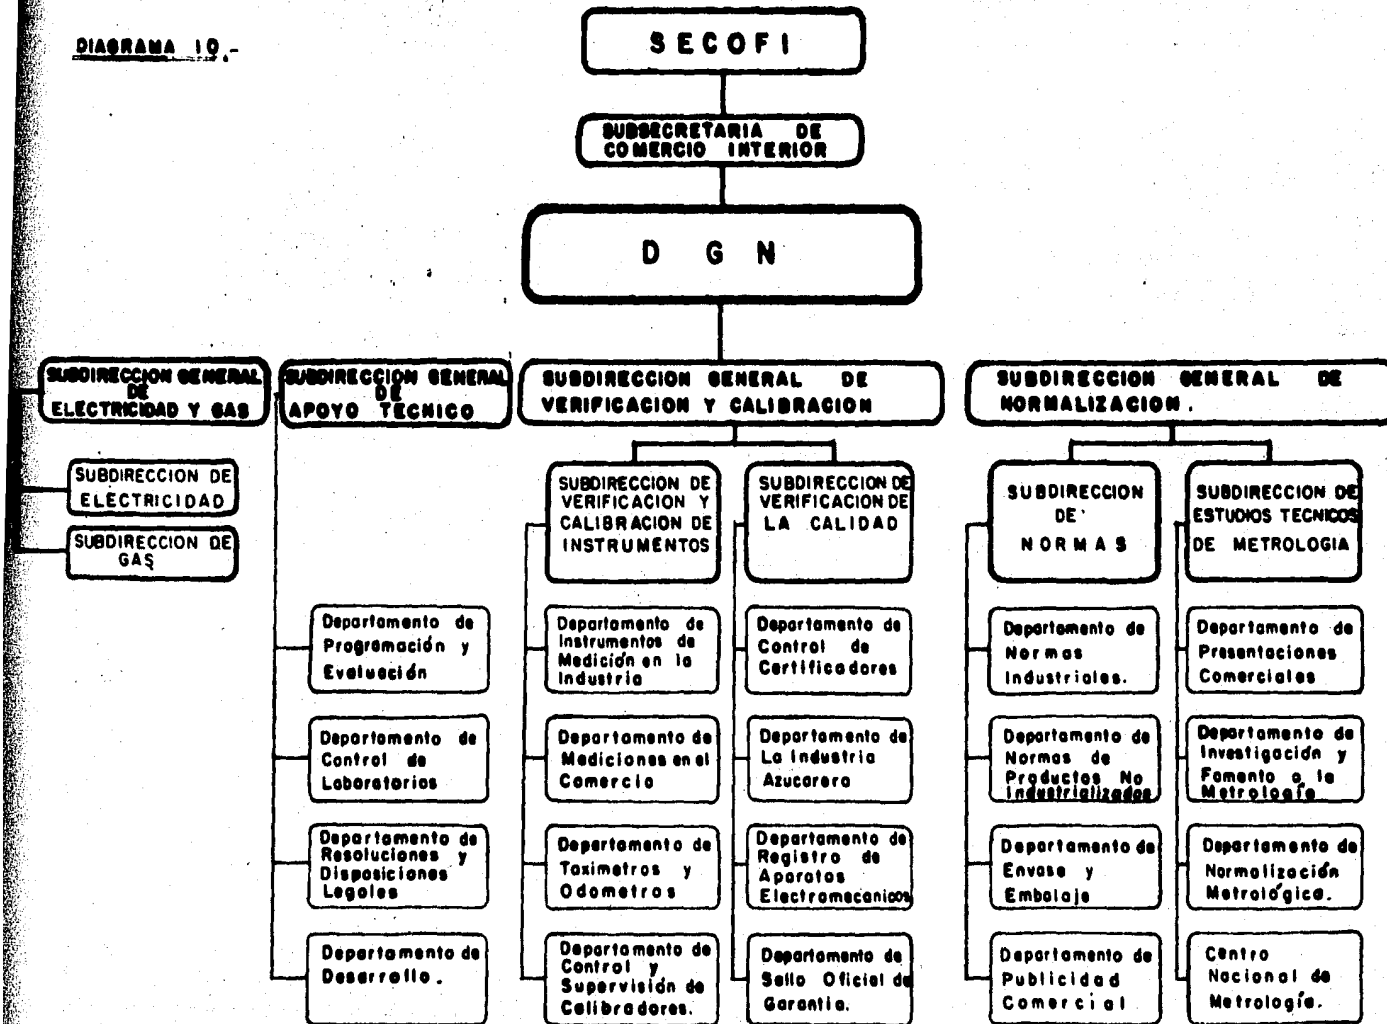 DIAGRAMA 10.-
SECOFI
SUBSECRETARIA DE
COMERCIO INTERIOR
D G N
SUBDIRECCION GENERAL
DE
ELECTRICIDAD Y GAS
SUBDIRECCION DE
ELECTRICIDAD
SUBDIRECCION DE
GAS
SUBDIRECCION GENERAL
DE
APOYO TECNICO
Departamento de
Programación y
Evaluación
Departamento de
Control de
Laboratorios
Departamento de
Resoluciones y
Disposiciones
Legales
Departamento de
Desarrollo.
SUBDIRECCION GENERAL DE
VERIFICACION Y CALIBRACION
SUBDIRECCION DE
VERIFICACION Y
CALIBRACION DE
INSTRUMENTOS
Departamento de
Instrumentos de
Medición en la
Industria
Departamento de
Mediciones en el
Comercio
Departamento de
Taximetros y
Odometros
Departamento de
Control y
Supervisión de
Calibradores.
SUBDIRECCION DE
VERIFICACION DE
LA CALIDAD
Departamento de
Control de
Certificadores
Departamento de
La Industria
Azucarera
Departamento de
Registro de
Aparatos
Electromecanicos
Departamento de
Sello Oficial de
Garantia.
SUBDIRECCION GENERAL DE
NORMALIZACION.
SUBDIRECCION
DE
NORMAS
Departamento de
Normas
Industriales.
Departamento de
Normas de
Productos No
Industrializados
Departamento de
Envase y
Embalaje
Departamento de
Publicidad
Comercial
SUBDIRECCION DE
ESTUDIOS TECNICOS
DE METROLOGIA
Departamento de
Presentaciones
Comerciales
Departamento de
Investigación y
Fomento a la
Metrología
Departamento de
Normalización
Metrológica.
Centro
Nacional de
Metrología.